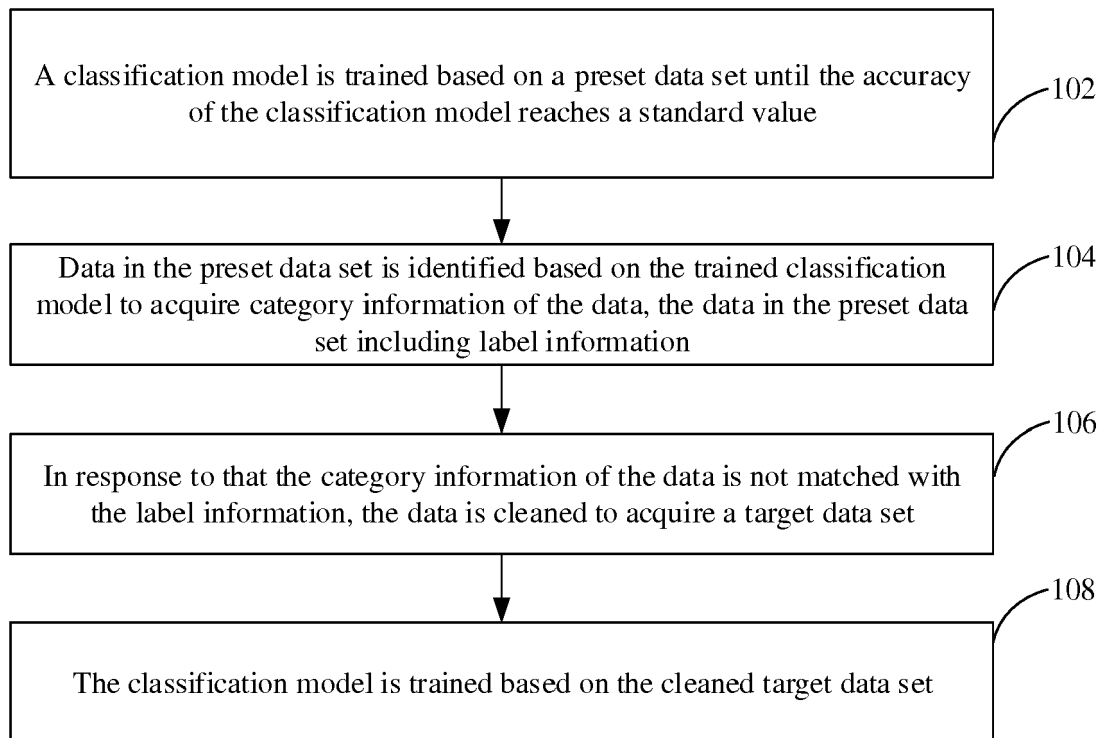 A classification model is trained based on a preset data set until the accuracy
of the classification model reaches a standard value
102
Data in the preset data set is identified based on the trained classification
model to acquire category information of the data, the data in the preset data
set including label information
104
In response to that the category information of the data is not matched with
the label information, the data is cleaned to acquire a target data set
106
The classification model is trained based on the cleaned target data set
108